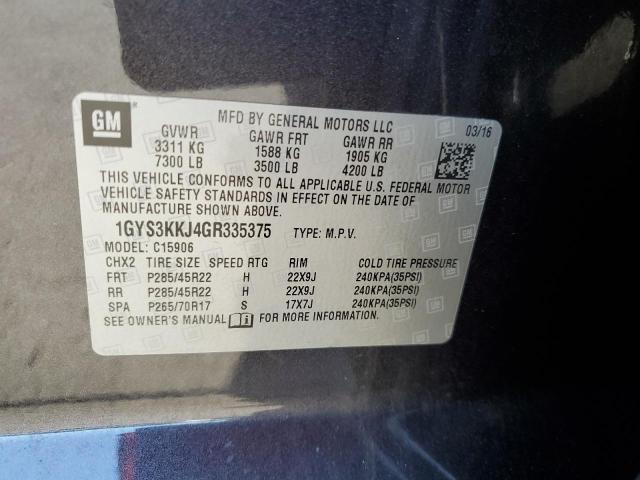 GM
MFD BY GENERAL MOTORS LLC 03/16
GVWR GAWR FRT GAWR RR
3311 KG 1588 KG 1905 KG
7300 LB 3500 LB 4200 LB
THIS VEHICLE CONFORMS TO ALL APPLICABLE U.S. FEDERAL MOTOR
VEHICLE SAFETY STANDARDS IN EFFECT ON THE DATE OF
MANUFACTURE SHOWN ABOVE.
1GYS3KKJ4GR335375 TYPE: M.P.V.
MODEL: C15906
CHX2 TIRE SIZE SPEED RTG RIM COLD TIRE PRESSURE
FRT P285/45R22 H 22X9J 240KPA(35PSI)
RR P285/45R22 H 22X9J 240KPA(35PSI)
SPA P265/70R17 S 17X7J 240KPA(35PSI)
SEE OWNER'S MANUAL FOR MORE INFORMATION.